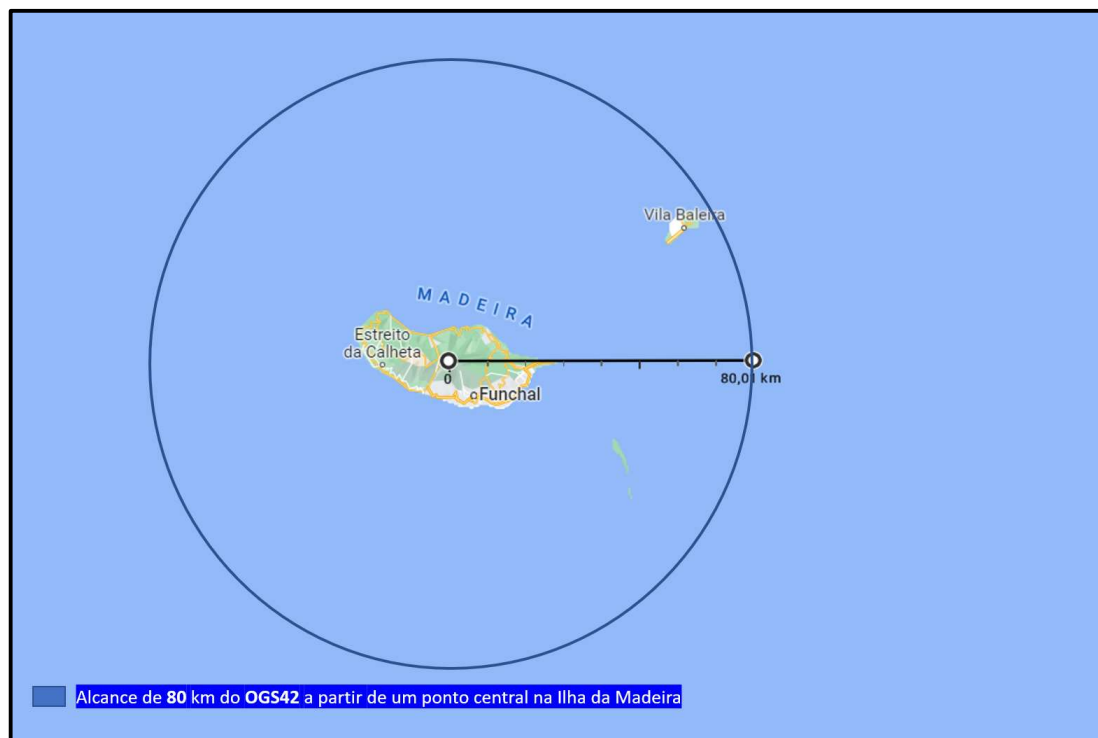 Vila Baleira
MADEIRA
Estreito
da Calheta
0
80,01 km
Funchal
Alcance de 80 km do OGS42 a partir de um ponto central na Ilha da Madeira